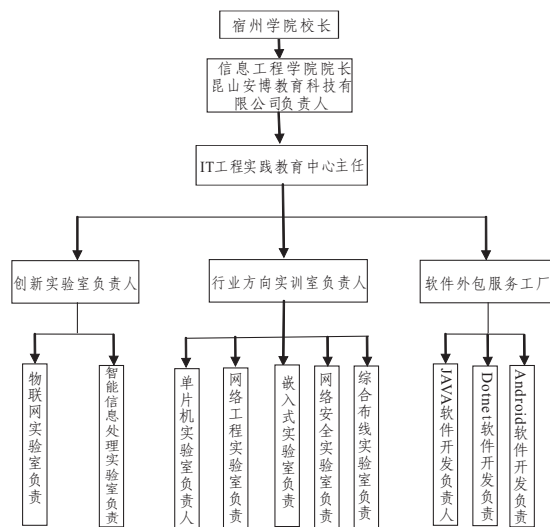 宿州学院校长
信息工程学院院长
昆山安博教育科技有
限公司负责人
IT工程实践教育中心主任
创新实验室负责人
行业方向实训室负责人
软件外包服务工厂
物联网实验室负责
智能信息处理实验室负责
单片机实验室负责人
网络工程实验室负责人
嵌入式实验室负责
网络安全实验室负责
综合布线实验室负责
JAVA软件开发负责人
Dotnet软件开发负责
Android软件开发负责